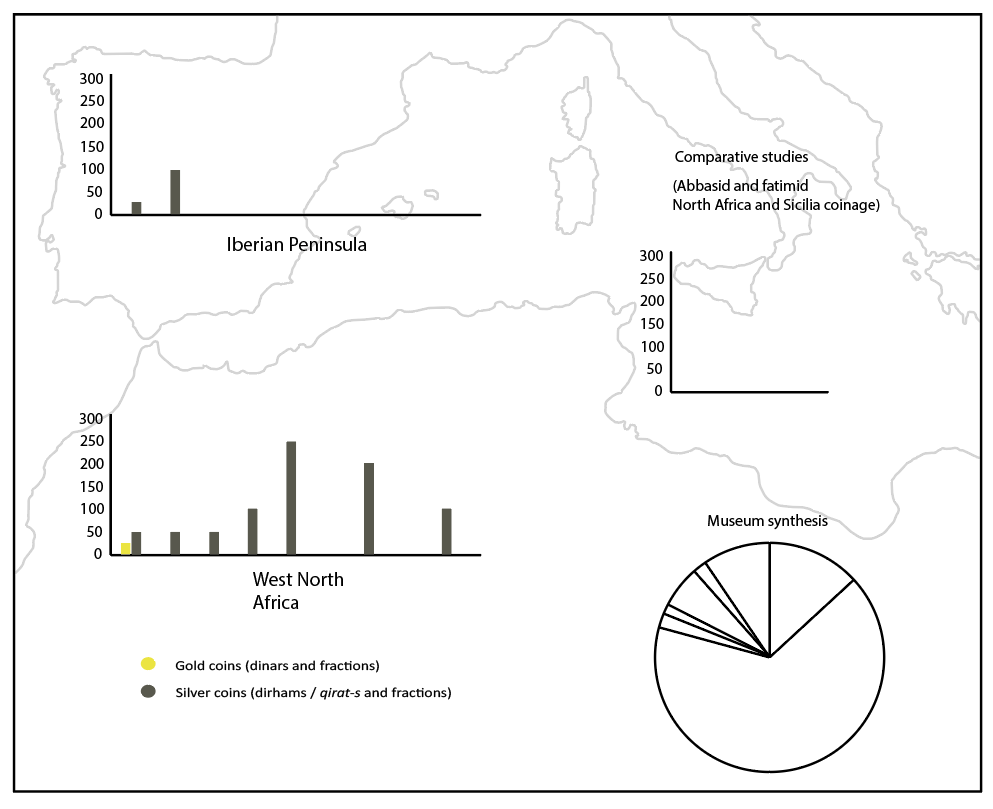 300
250
200
150
100
50
0
Iberian Peninsula
Comparative studies
(Abbasid and fatimid
North Africa and Sicilia coinage)
300
250
200
150
100
50
0
300
250
200
150
100
50
0
West North
Africa
Museum synthesis
Gold coins (dinars and fractions)
Silver coins (dirhams / qirat-s and fractions)